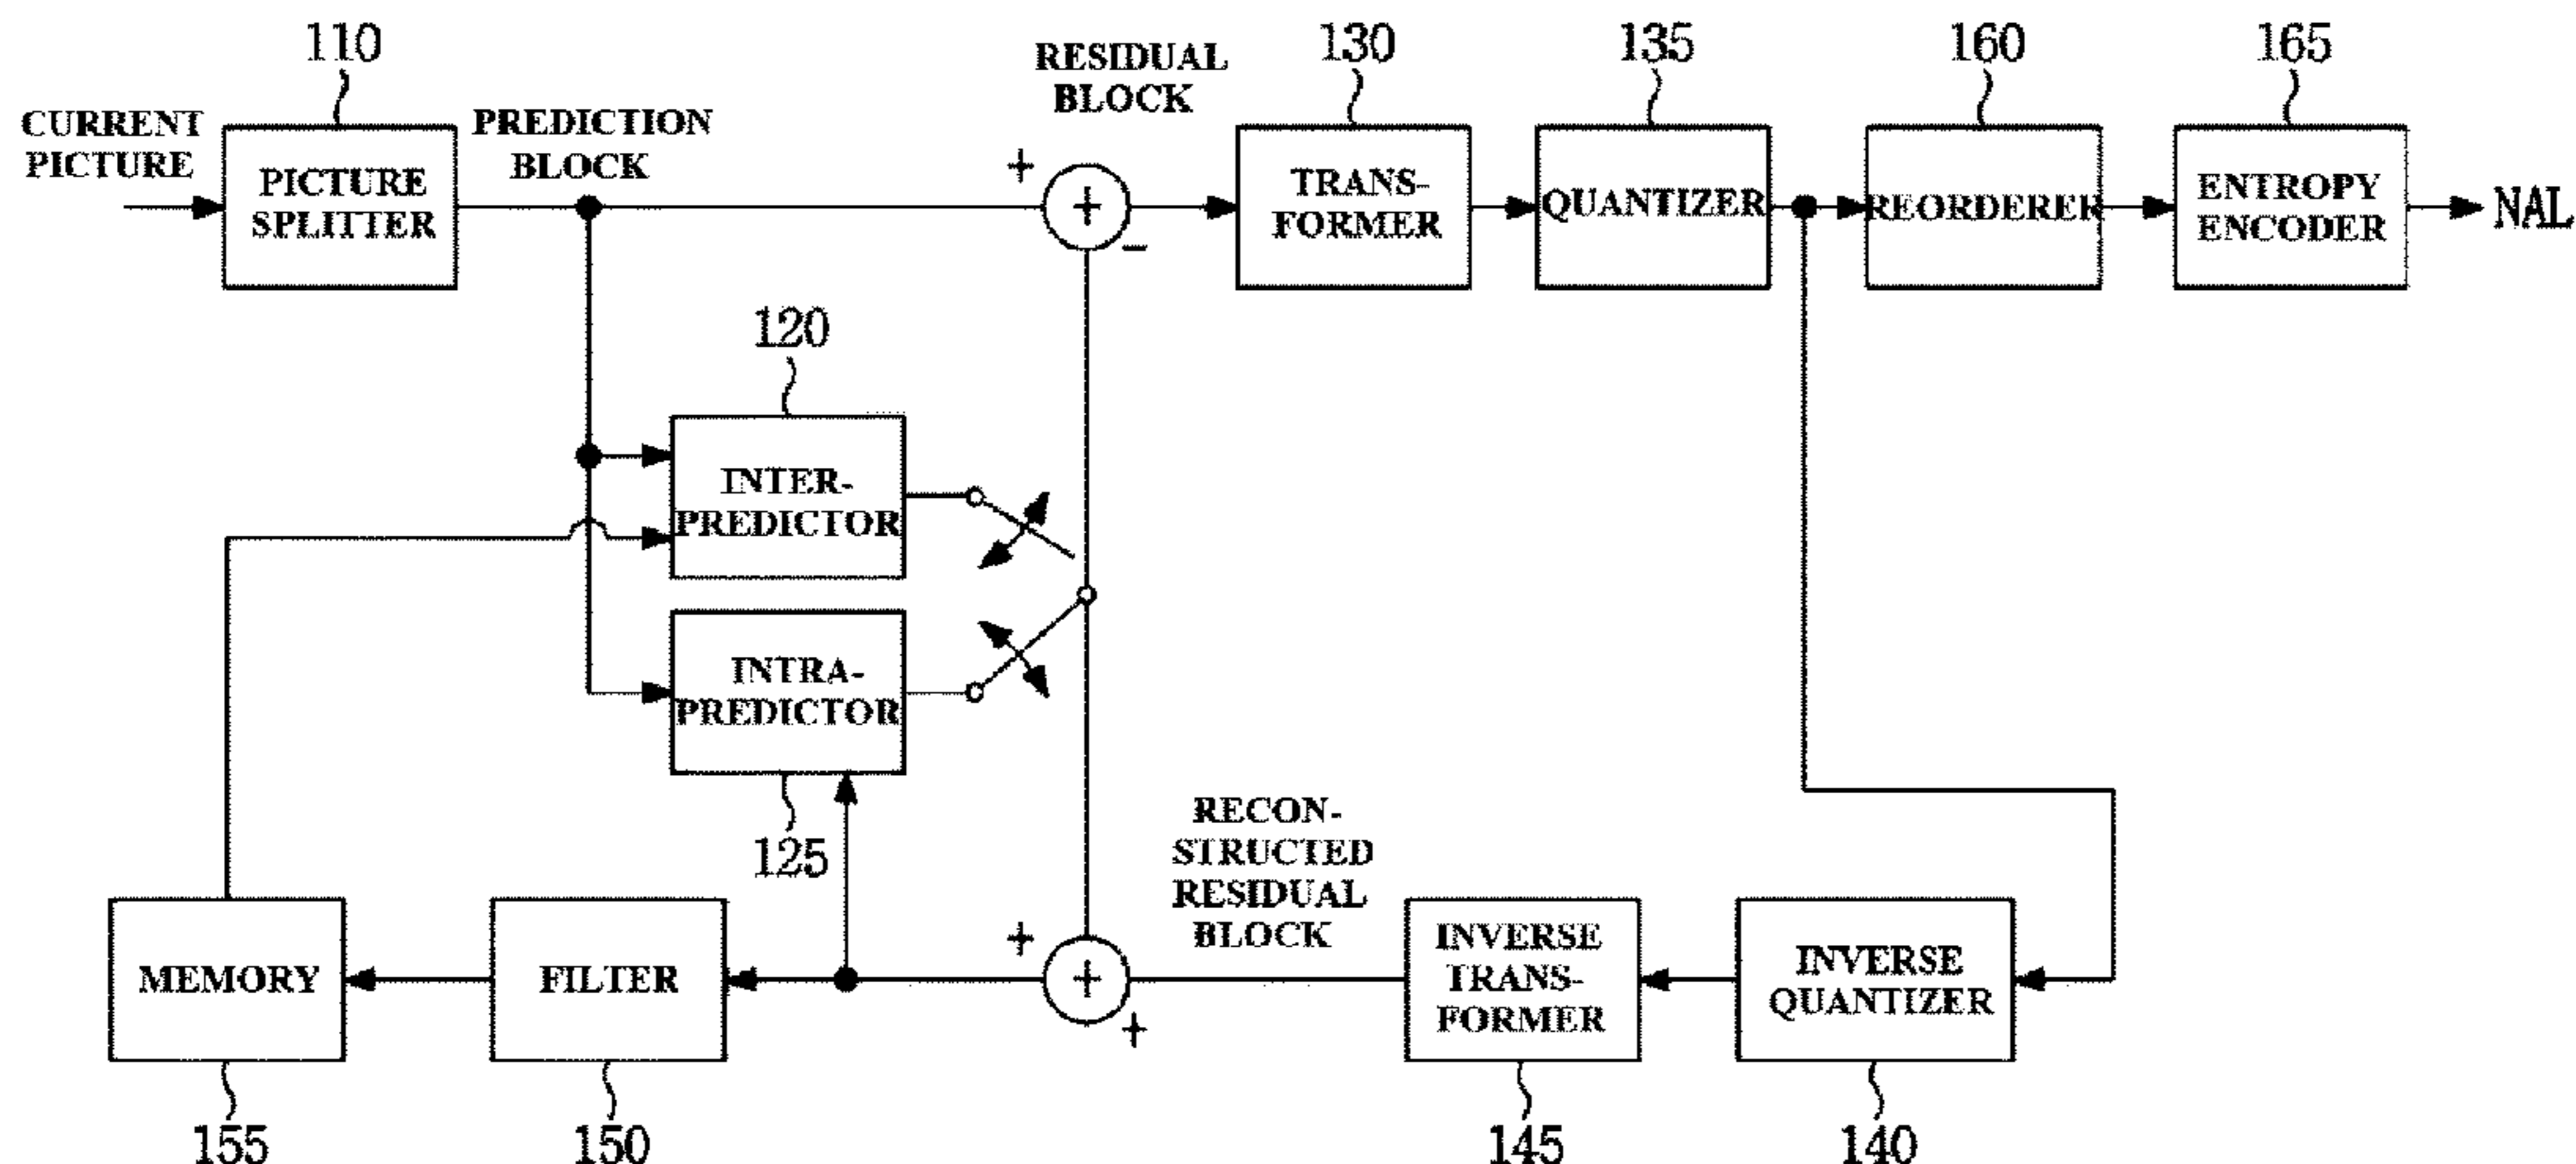 110
RESIDUAL
BLOCK
130
135
160
165
CURRENT
PICTURE
PREDICTION
BLOCK
PICTURE
SPLITTER
+
+
−
TRANS-
FORMER
QUANTIZER
REORDERER
ENTROPY
ENCODER
NAL
120
INTER-
PREDICTOR
INTRA-
PREDICTOR
125
RECON-
STRUCTED
RESIDUAL
BLOCK
MEMORY
FILTER
+
+
+
INVERSE
TRANS-
FORMER
INVERSE
QUANTIZER
155
150
145
140